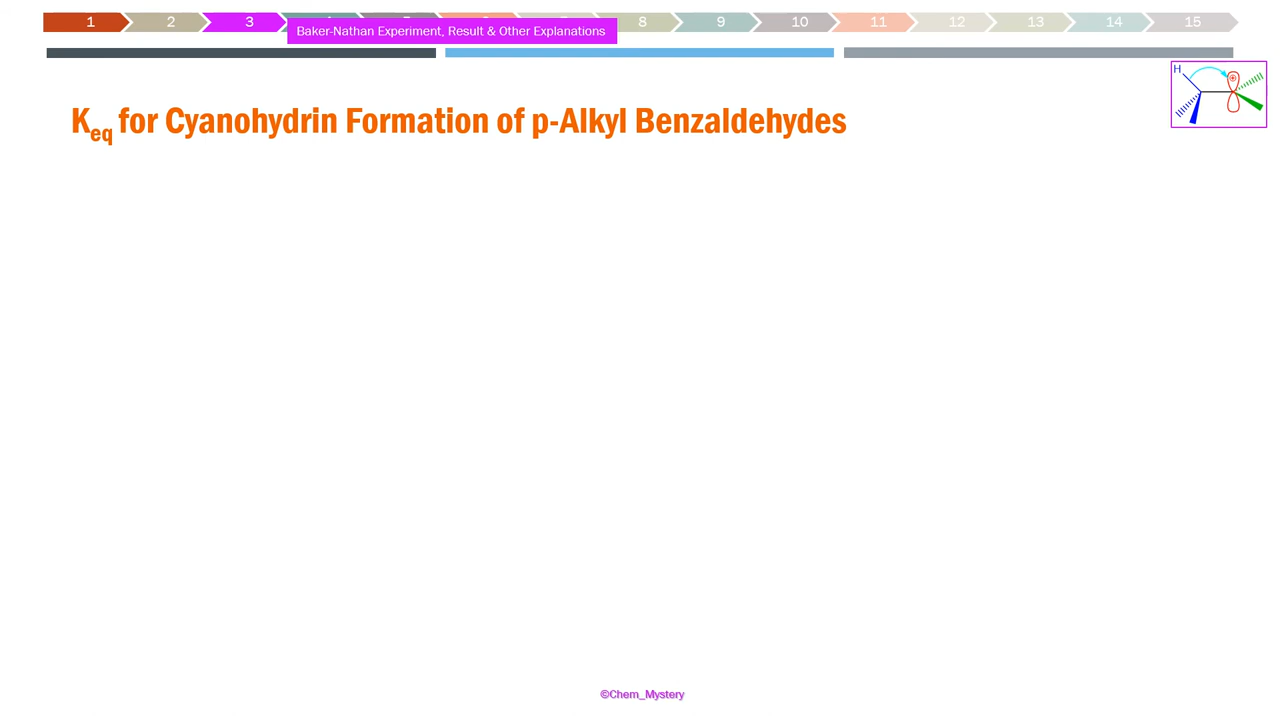 1 2 3 8 9 10 11 12 13 14 15
Baker-Nathan Experiment, Result & Other Explanations
H
Keq for Cyanohydrin Formation of p-Alkyl Benzaldehydes
©Chem_Mystery